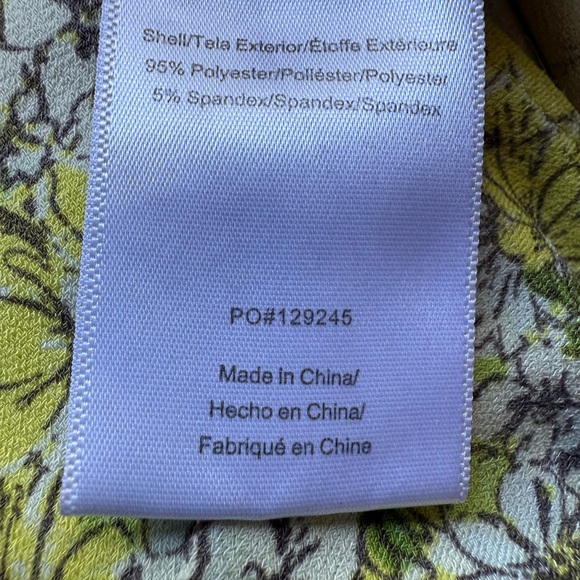 Shell/Tela Exterior/Étoffe Extérieure
95% Polyester/Poliéster/Polyester
5% Spandex/Spandex/Spandex
PO#129245
Made in China/
Hecho en China/
Fabriqué en Chine